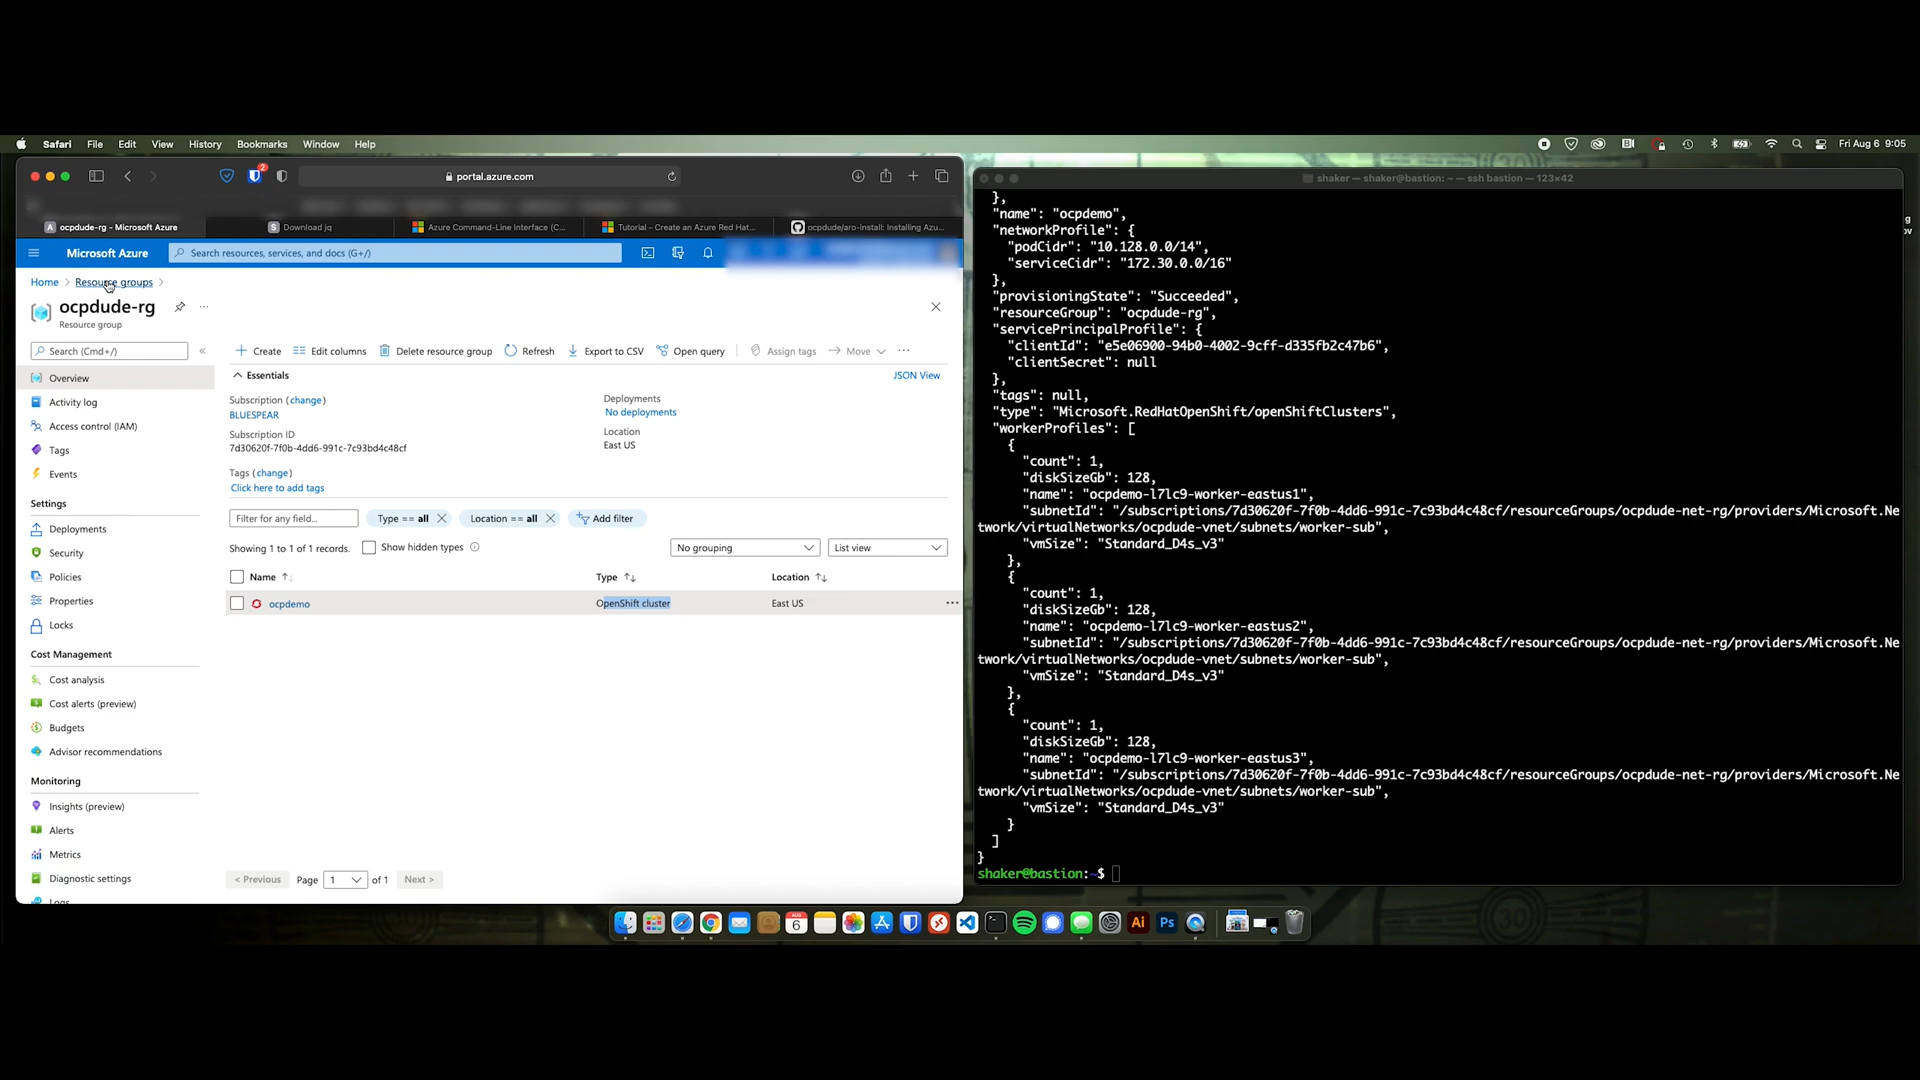 Safari File Edit View History Bookmarks Window Help
Fri Aug 6 9:05
2
portal.azure.com
ocpdude-rg - Microsoft Azure
Download jq
Azure Command-Line Interface (C...
Tutorial - Create an Azure Red Hat...
ocpdude/aro-install: Installing Azu...
Microsoft Azure
Search resources, services, and docs (G+/)
Home > Resource groups >
ocpdude-rg
Resource group
Search (Cmd+/)
Overview
Activity log
Access control (IAM)
Tags
Events
Settings
Deployments
Security
Policies
Properties
Locks
Cost Management
Cost analysis
Cost alerts (preview)
Budgets
Advisor recommendations
Monitoring
Insights (preview)
Alerts
Metrics
Diagnostic settings
Logs
Create
Edit columns
Delete resource group
Refresh
Export to CSV
Open query
Assign tags
Move
Essentials
JSON View
Subscription (change)
BLUESPEAR
Subscription ID
7d30620f-7f0b-4dd6-991c-7c93bd4c48cf
Tags (change)
Click here to add tags
Deployments
No deployments
Location
East US
Filter for any field...
Type == all
Location == all
Add filter
Showing 1 to 1 of 1 records.
Show hidden types
No grouping
List view
Name Type Location
ocpdemo OpenShift cluster East US
< Previous Page 1 of 1 Next >
shaker — shaker@bastion: ~ — ssh bastion — 123×42
},
"name": "ocpdemo",
"networkProfile": {
"podCidr": "10.128.0.0/14",
"serviceCidr": "172.30.0.0/16"
},
"provisioningState": "Succeeded",
"resourceGroup": "ocpdude-rg",
"servicePrincipalProfile": {
"clientId": "e5e06900-94b0-4002-9cff-d335fb2c47b6",
"clientSecret": null
},
"tags": null,
"type": "Microsoft.RedHatOpenShift/openShiftClusters",
"workerProfiles": [
{
"count": 1,
"diskSizeGb": 128,
"name": "ocpdemo-l7lc9-worker-eastus1",
"subnetId": "/subscriptions/7d30620f-7f0b-4dd6-991c-7c93bd4c48cf/resourceGroups/ocpdude-net-rg/providers/Microsoft.Ne
twork/virtualNetworks/ocpdude-vnet/subnets/worker-sub",
"vmSize": "Standard_D4s_v3"
},
{
"count": 1,
"diskSizeGb": 128,
"name": "ocpdemo-l7lc9-worker-eastus2",
"subnetId": "/subscriptions/7d30620f-7f0b-4dd6-991c-7c93bd4c48cf/resourceGroups/ocpdude-net-rg/providers/Microsoft.Ne
twork/virtualNetworks/ocpdude-vnet/subnets/worker-sub",
"vmSize": "Standard_D4s_v3"
},
{
"count": 1,
"diskSizeGb": 128,
"name": "ocpdemo-l7lc9-worker-eastus3",
"subnetId": "/subscriptions/7d30620f-7f0b-4dd6-991c-7c93bd4c48cf/resourceGroups/ocpdude-net-rg/providers/Microsoft.Ne
twork/virtualNetworks/ocpdude-vnet/subnets/worker-sub",
"vmSize": "Standard_D4s_v3"
}
]
}
shaker@bastion:~$
AUG
6
Ai
Ps